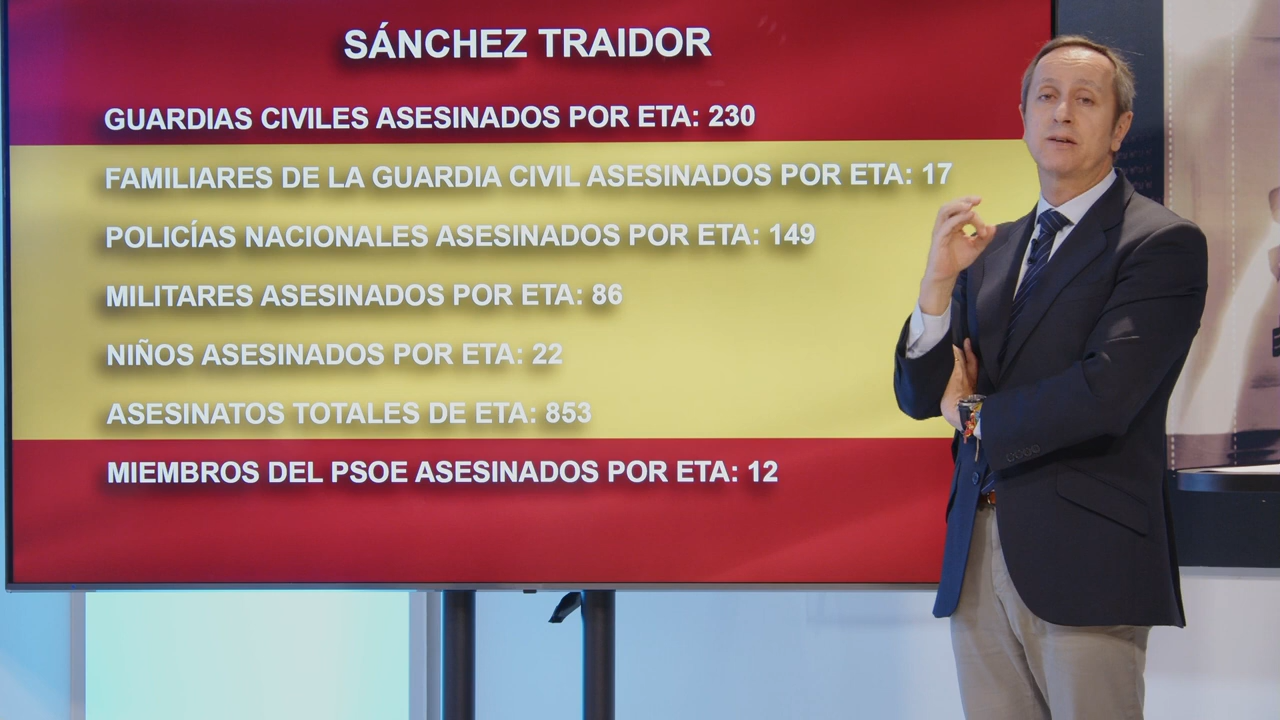 SÁNCHEZ TRAIDOR
GUARDIAS CIVILES ASESINADOS POR ETA: 230
FAMILIARES DE LA GUARDIA CIVIL ASESINADOS POR ETA: 17
POLICÍAS NACIONALES ASESINADOS POR ETA: 149
MILITARES ASESINADOS POR ETA: 86
NIÑOS ASESINADOS POR ETA: 22
ASESINATOS TOTALES DE ETA: 853
MIEMBROS DEL PSOE ASESINADOS POR ETA: 12